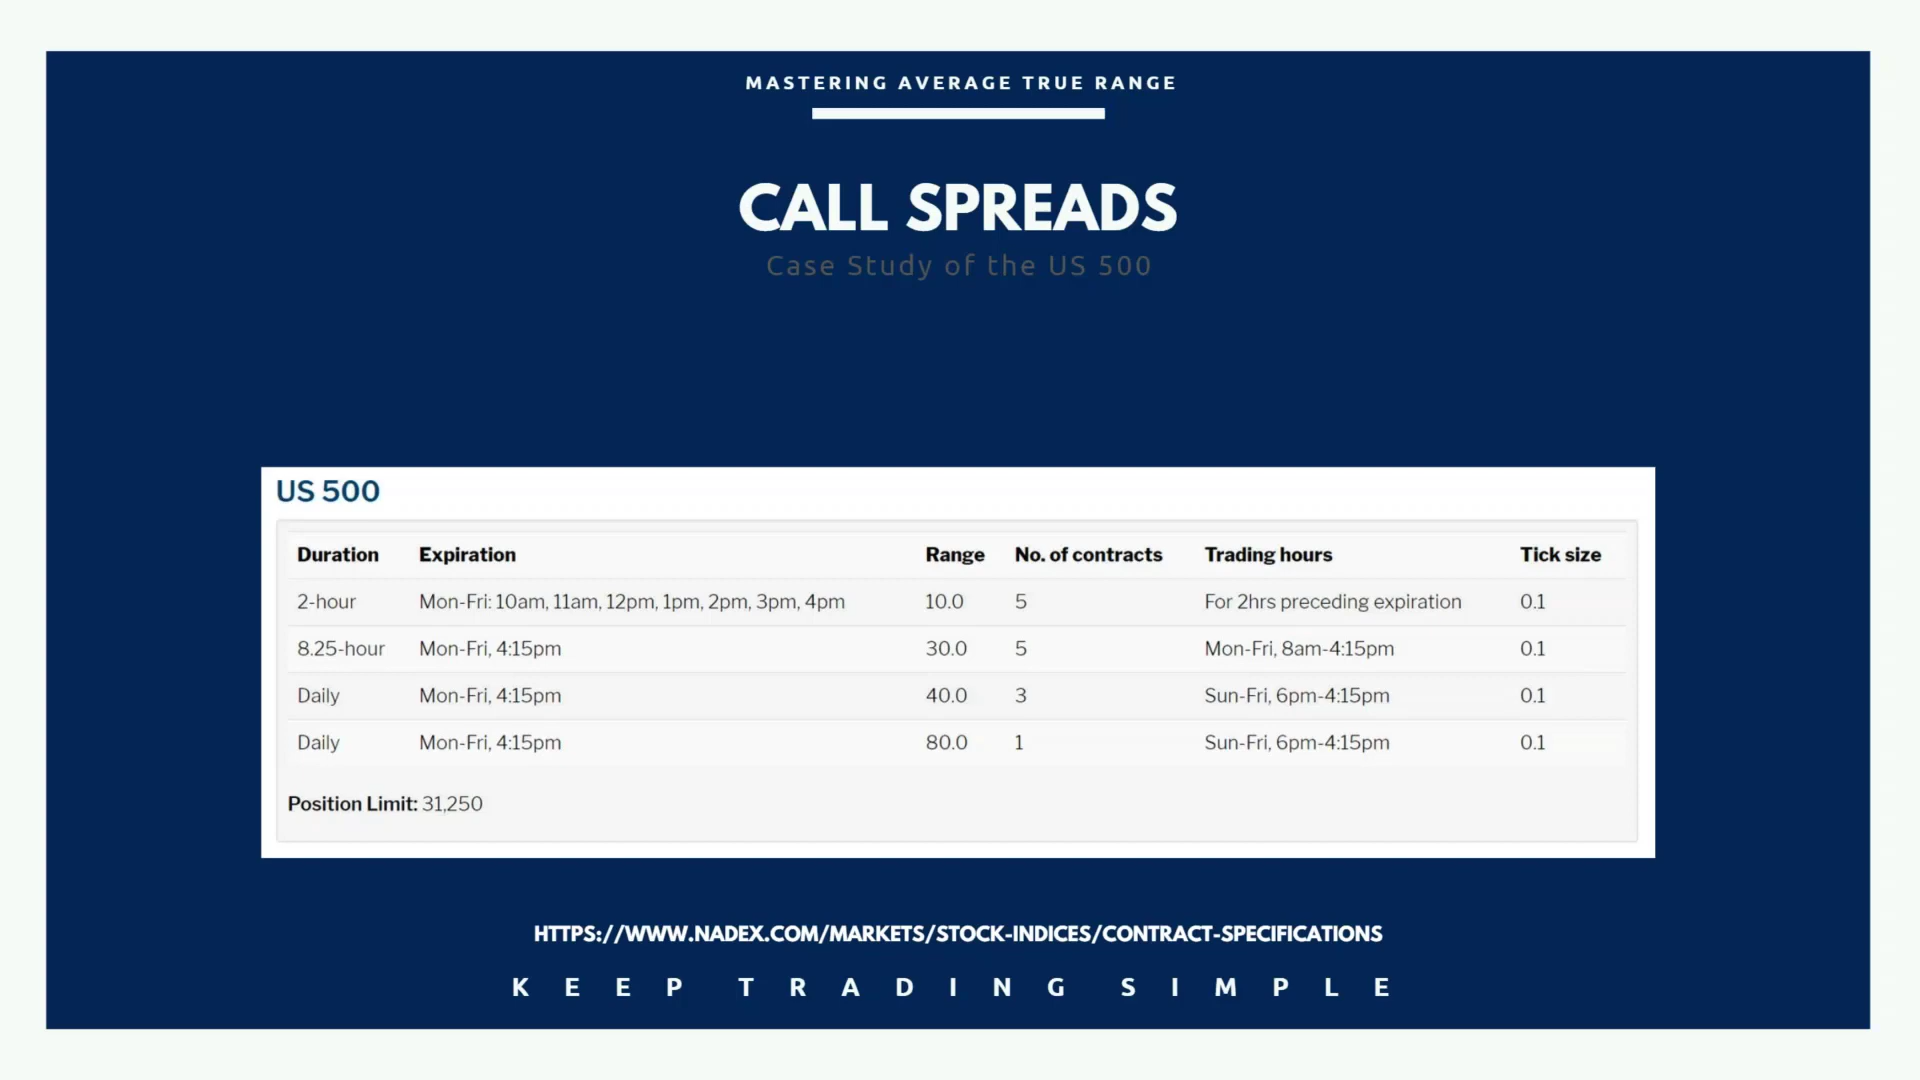 MASTERING AVERAGE TRUE RANGE
CALL SPREADS
Case Study of the US 500
US 500
Duration Expiration Range No. of contracts Trading hours Tick size
2-hour Mon-Fri: 10am, 11am, 12pm, 1pm, 2pm, 3pm, 4pm 10.0 5 For 2hrs preceding expiration 0.1
8.25-hour Mon-Fri, 4:15pm 30.0 5 Mon-Fri, 8am-4:15pm 0.1
Daily Mon-Fri, 4:15pm 40.0 3 Sun-Fri, 6pm-4:15pm 0.1
Daily Mon-Fri, 4:15pm 80.0 1 Sun-Fri, 6pm-4:15pm 0.1
Position Limit: 31,250
HTTPS://WWW.NADEX.COM/MARKETS/STOCK-INDICES/CONTRACT-SPECIFICATIONS
KEEP TRADING SIMPLE